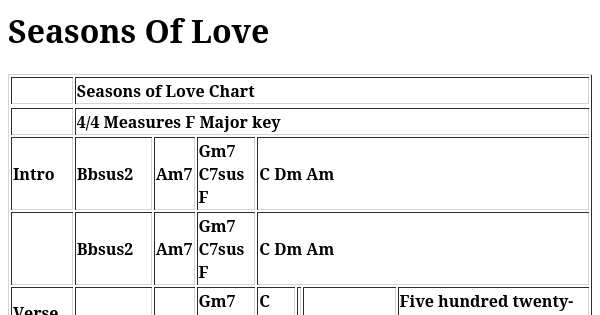 Seasons Of Love
Seasons of Love Chart
4/4 Measures F Major key
Intro Bbsus2 Am7 Gm7 C7sus F C Dm Am
Bbsus2 Am7 Gm7 C7sus F C Dm Am
Verse Gm7 C Five hundred twenty-